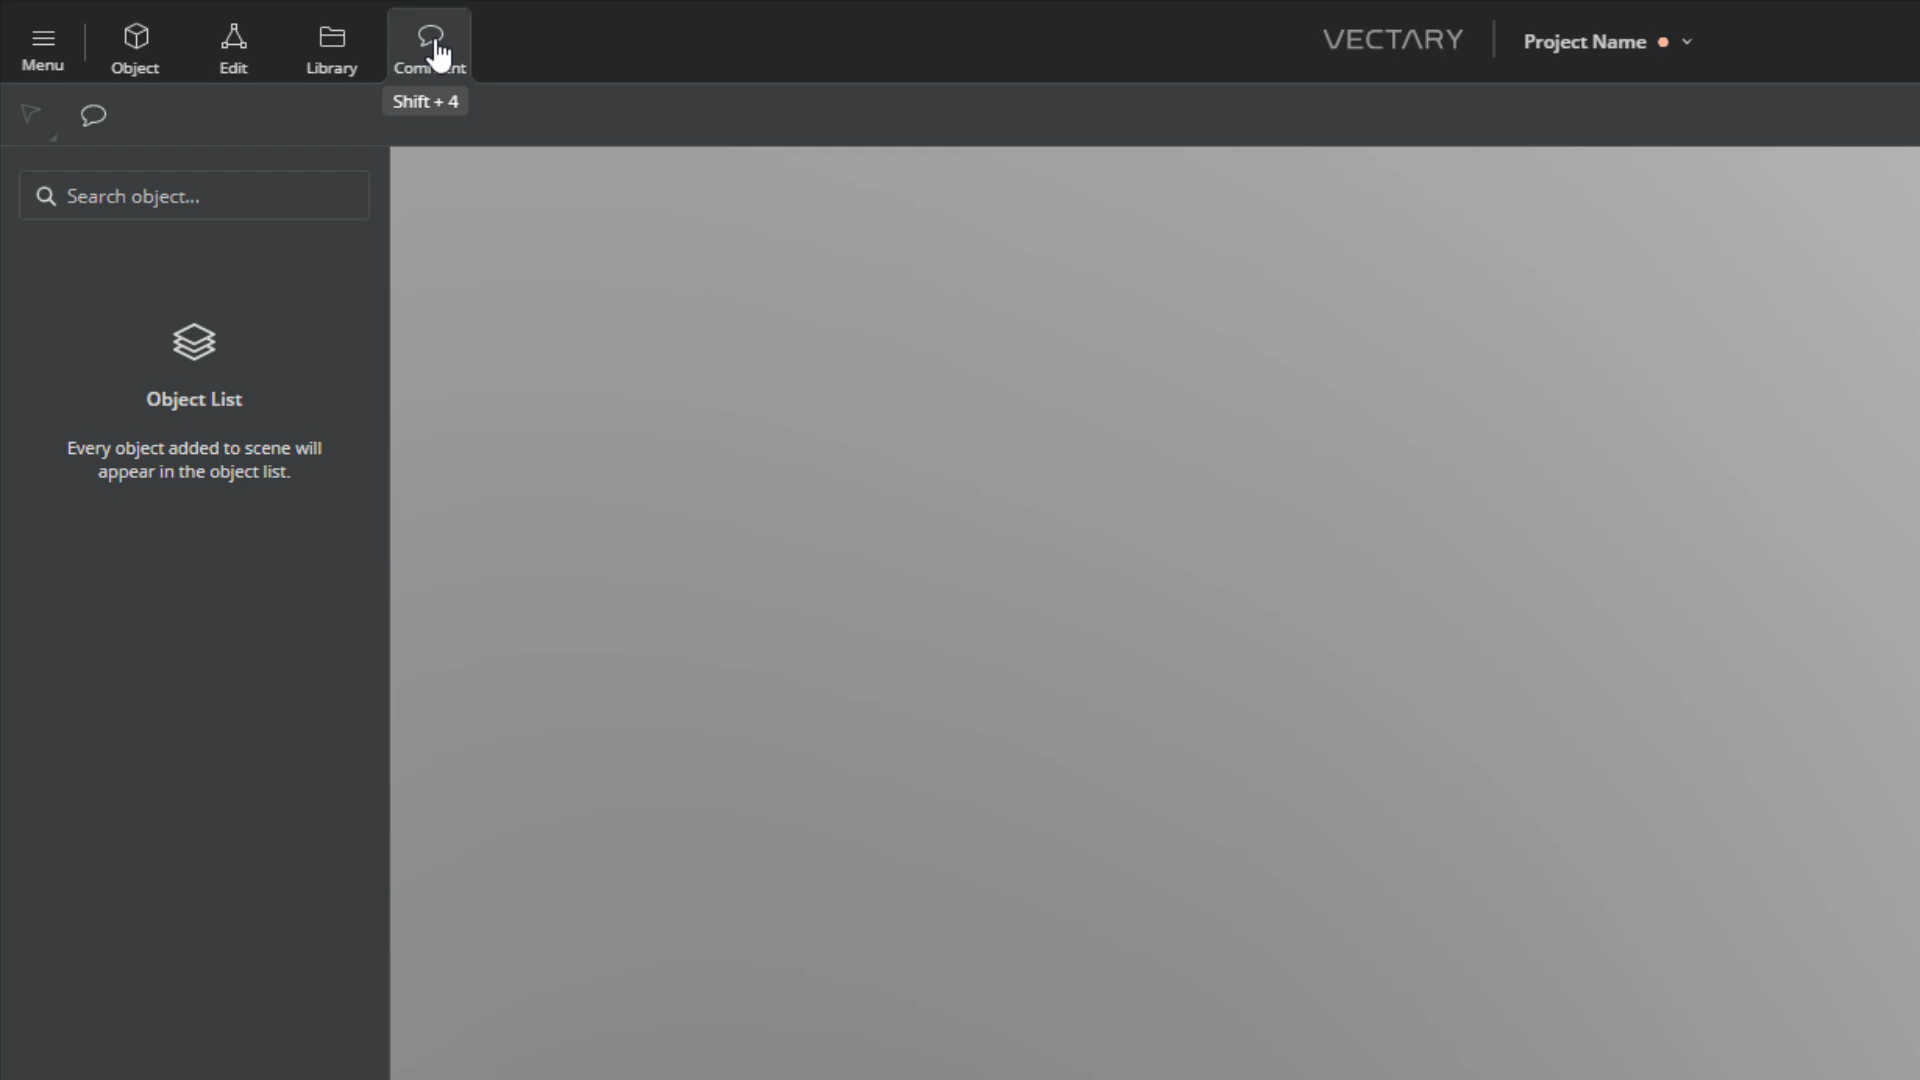 Menu
Object
Edit
Library
Comment
VECTARY
Project Name
Shift + 4
Search object...
Object List
Every object added to scene will
appear in the object list.